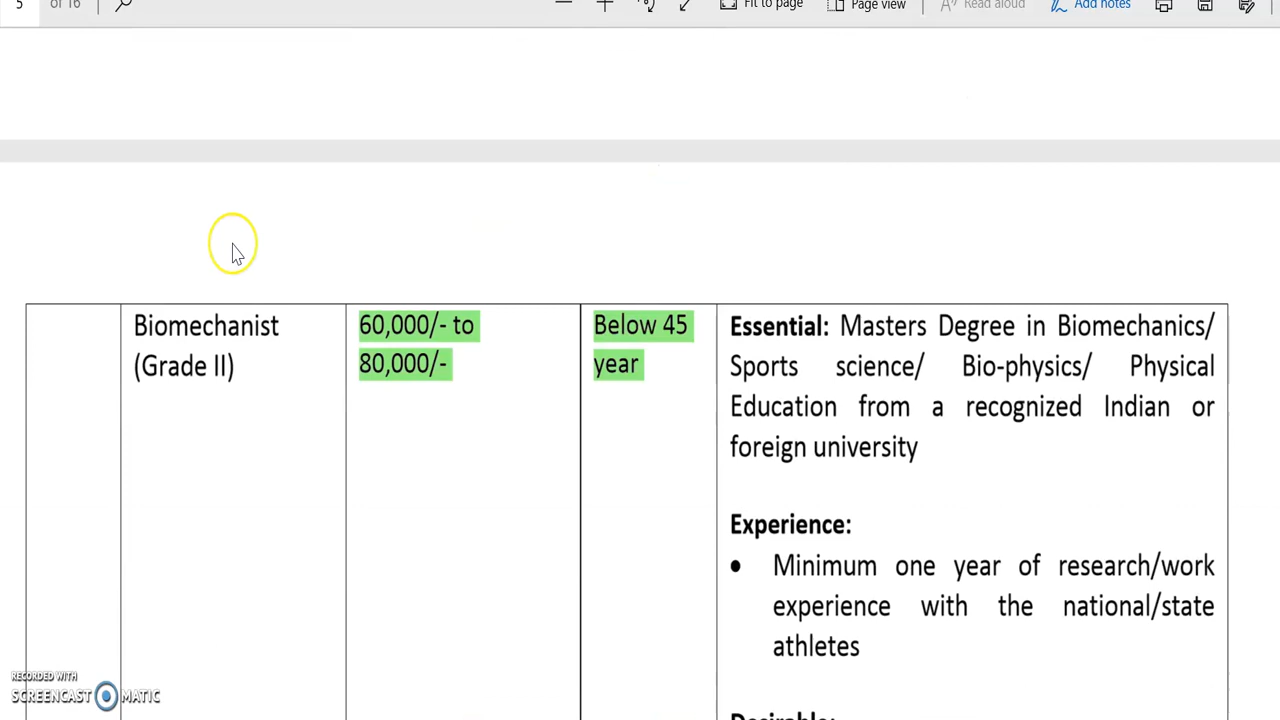 5 of 16 Fit to page Page view Read aloud Add notes
Biomechanist
(Grade II)
60,000/- to
80,000/-
Below 45
year
Essential: Masters Degree in Biomechanics/
Sports science/ Bio-physics/ Physical
Education from a recognized Indian or
foreign university
Experience:
• Minimum one year of research/work
experience with the national/state
athletes
Desirable:
RECORDED WITH
SCREENCAST MATIC